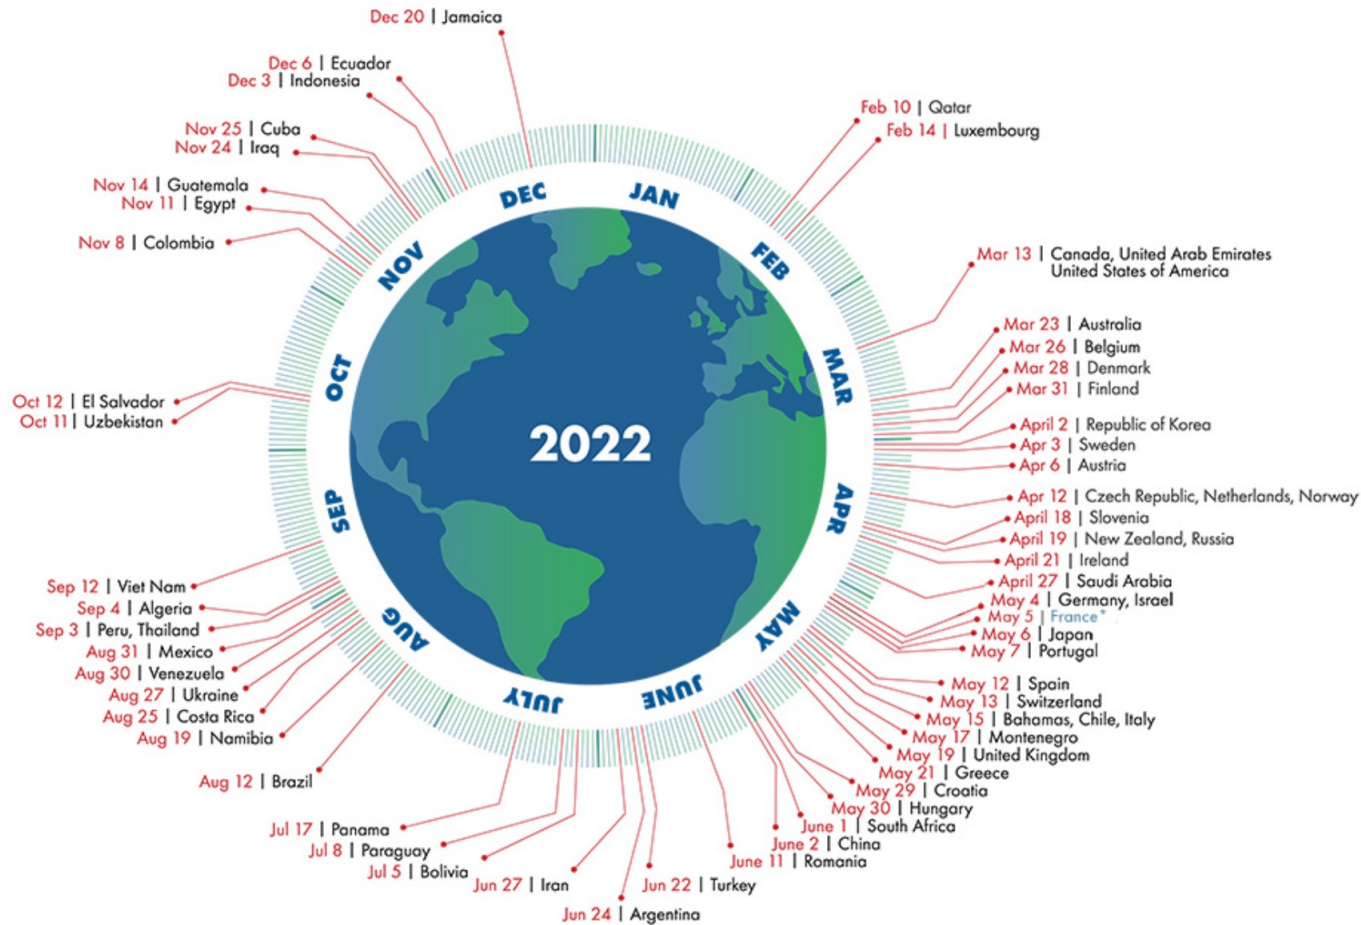 Dec 20 | Jamaica
Dec 6 | Ecuador
Dec 3 | Indonesia
Nov 25 | Cuba
Nov 24 | Iraq
Nov 14 | Guatemala
Nov 11 | Egypt
Nov 8 | Colombia
Oct 12 | El Salvador
Oct 11 | Uzbekistan
Sep 12 | Viet Nam
Sep 4 | Algeria
Sep 3 | Peru, Thailand
Aug 31 | Mexico
Aug 30 | Venezuela
Aug 27 | Ukraine
Aug 25 | Costa Rica
Aug 19 | Namibia
Aug 12 | Brazil
Jul 17 | Panama
Jul 8 | Paraguay
Jul 5 | Bolivia
Jun 27 | Iran
Jun 24 | Argentina
Jun 22 | Turkey
Feb 10 | Qatar
Feb 14 | Luxembourg
Mar 13 | Canada, United Arab Emirates
United States of America
Mar 23 | Australia
Mar 26 | Belgium
Mar 28 | Denmark
Mar 31 | Finland
April 2 | Republic of Korea
Apr 3 | Sweden
Apr 6 | Austria
Apr 12 | Czech Republic, Netherlands, Norway
April 18 | Slovenia
April 19 | New Zealand, Russia
April 21 | Ireland
April 27 | Saudi Arabia
May 4 | Germany, Israel
May 5 | France*
May 6 | Japan
May 7 | Portugal
May 12 | Spain
May 13 | Switzerland
May 15 | Bahamas, Chile, Italy
May 17 | Montenegro
May 19 | United Kingdom
May 21 | Greece
May 29 | Croatia
May 30 | Hungary
June 1 | South Africa
June 2 | China
June 11 | Romania
JAN
FEB
MAR
APR
MAY
JUNE
JULY
AUG
SEP
OCT
NOV
DEC
2022